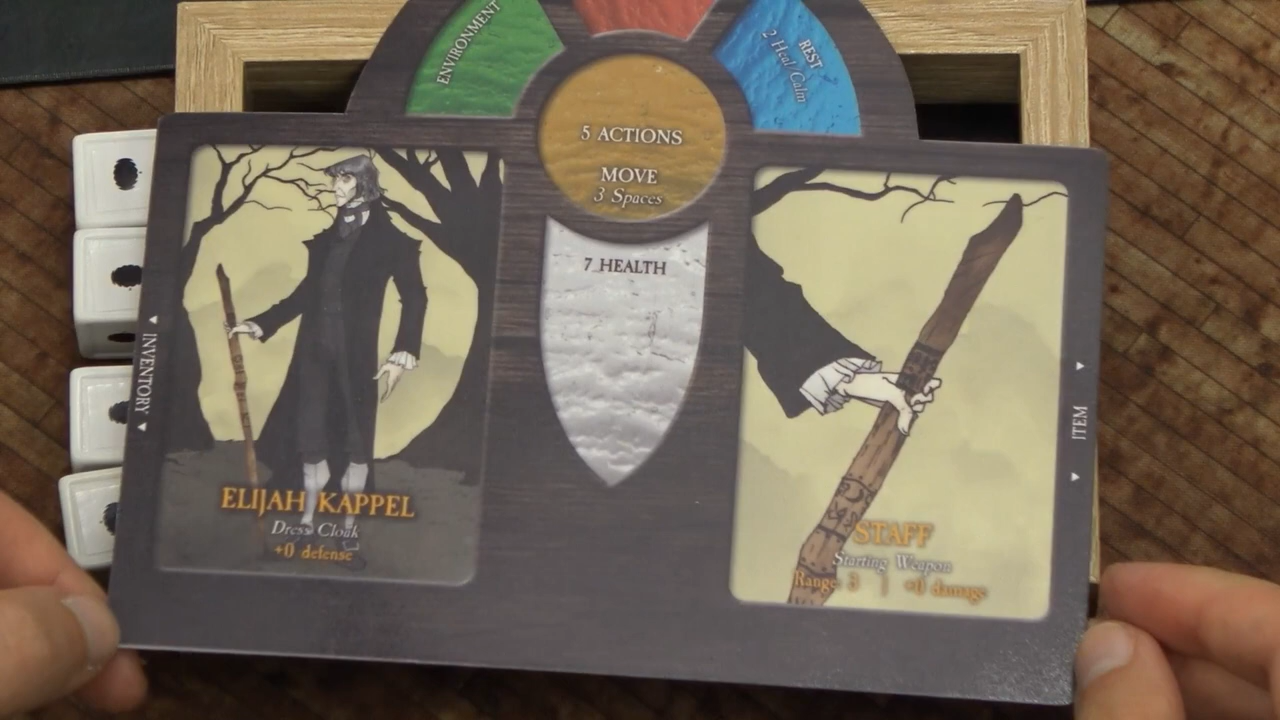 ENVIRONMENT
REST
2 Heal/Calm
5 ACTIONS
MOVE
3 Spaces
7 HEALTH
INVENTORY
ITEM
ELIJAH KAPPEL
Dress Cloak
+0 defense
STAFF
Starting Weapon
Range: 3 | +0 damage